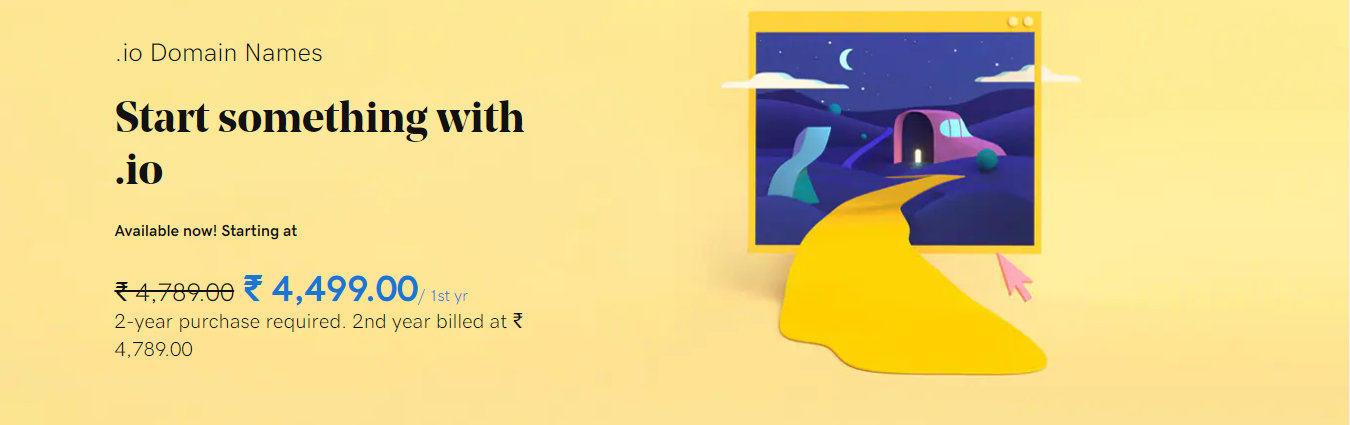 .io Domain Names
Start something with
.io
Available now! Starting at
₹ 4,789.00 ₹ 4,499.00/ 1st yr
2-year purchase required. 2nd year billed at ₹
4,789.00